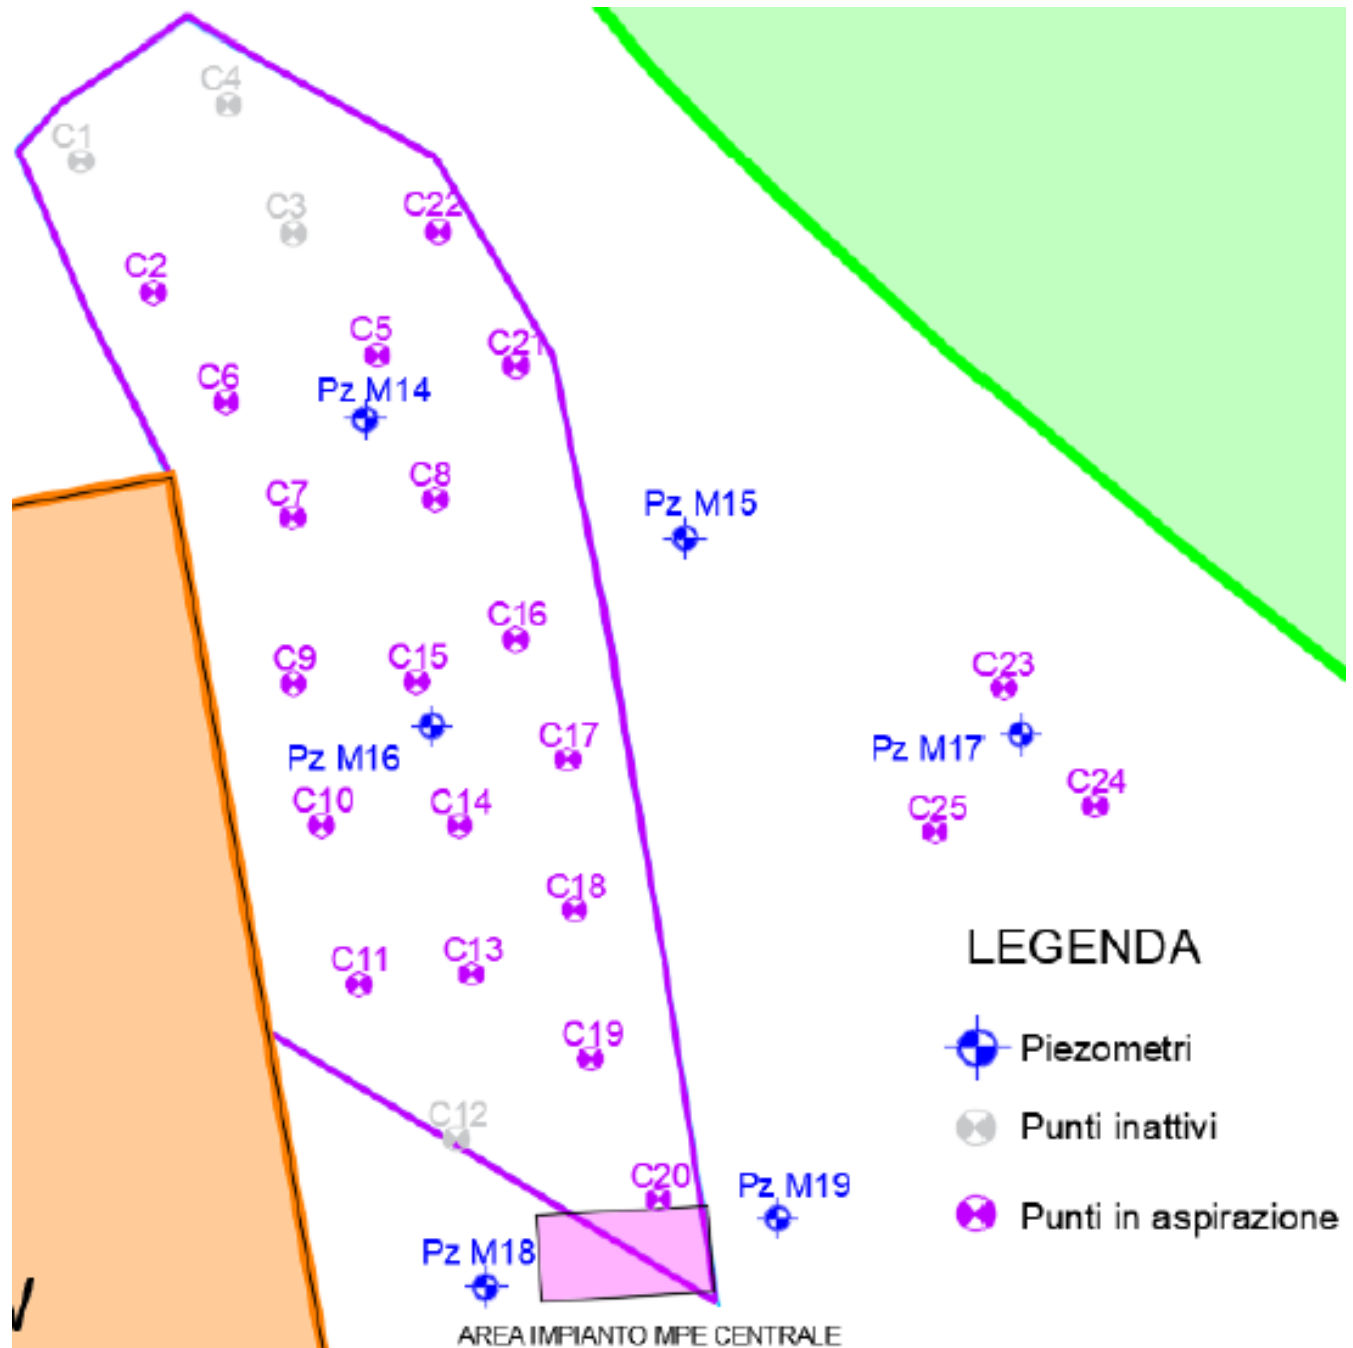 C4
C1
C3
C22
C2
C5
C21
C6
Pz M14
C8
C7
Pz M15
C16
C9
C15
C23
C17
Pz M16
Pz M17
C10
C14
C24
C25
C18
LEGENDA
C13
C11
C19
Piezometri
C12
Punti inattivi
C20
Pz M19
Punti in aspirazione
Pz M18
AREA IMPIANTO MPE CENTRALE